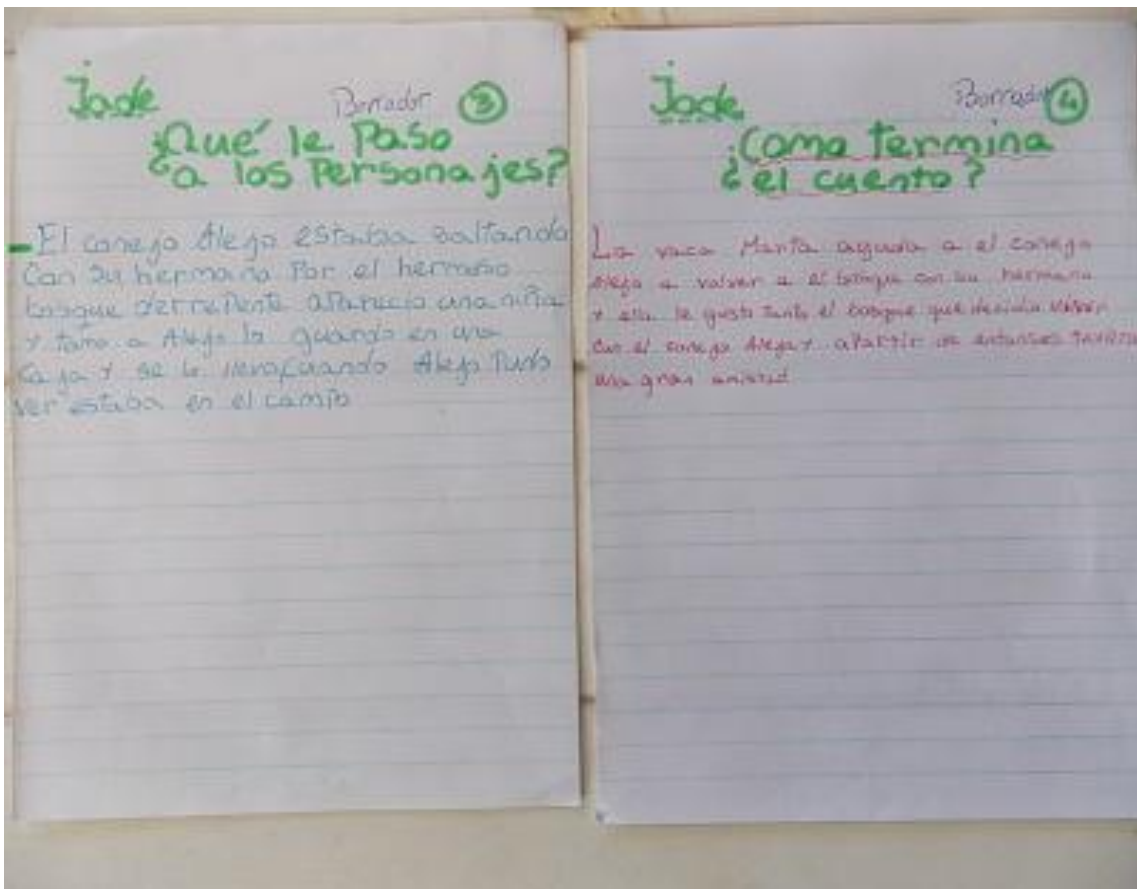 Jade
Borrador 3
¿Qué le Paso
a los Personajes?
El conejo Alejo estaba saltando
Con su hermana Por el hermoso
bosque derrepente aparecio una niña
y tomo a Alejo lo guardo en una
caja y se lo llevo, cuando Alejo Pudo
ver estaba en el campo
Jade
Borrador 4
¿Como termina
el cuento?
La vaca Marta ayuda a el conejo
Alejo a volver a el bosque con su hermana
y ella le gusto tanto el bosque que decidio
con el conejo Alejo y apartir de entonses
una gran amistad